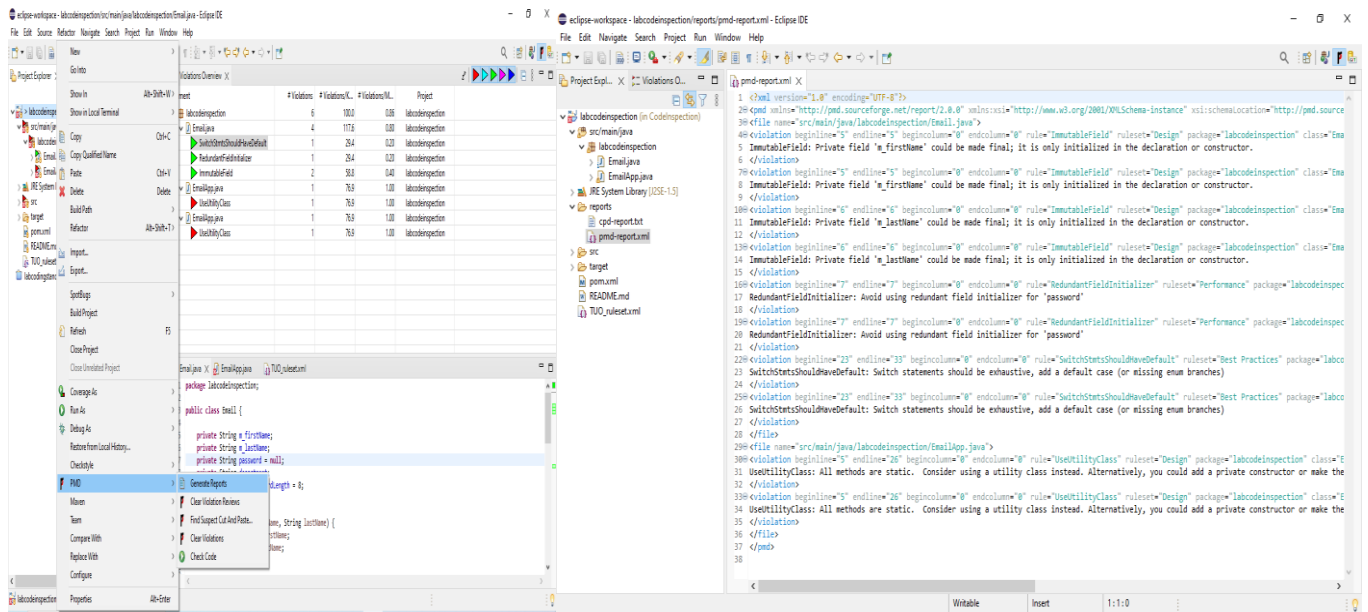 eclipse-workspace - labcodeinspection/src/main/java/labcodeinspection/Email.java - Eclipse IDE
File Edit Source Refactor Navigate Search Project Run Window Help
Project Explorer
> labcodeinspe
src/main/ja
labcodei
Email
Email
JRE System
src
target
pom.xml
README.m
TUO_ruleset
labcodingstan
New
Go Into
Show In Alt+Shift+W
Show in Local Terminal
Copy Ctrl+C
Copy Qualified Name
Paste Ctrl+V
Delete Delete
Build Path
Refactor Alt+Shift+T
Import...
Export...
SpotBugs
Build Project
Refresh F5
Close Project
Close Unrelated Project
Coverage As
Run As
Debug As
Restore from Local History...
Checkstyle
PMD
Maven
Team
Compare With
Replace With
Configure
Properties Alt+Enter
Generate Reports
Clear Violation Reviews
Find Suspect Cut And Paste...
Clear Violations
Check Code
Violations Overview
ment # Violations # Violations/K... # Violations/M... Project
labcodeinspection 6 100.0 0.86 labcodeinspection
Email.java 4 117.6 0.80 labcodeinspection
SwitchStmtsShouldHaveDefault 1 29.4 0.20 labcodeinspection
RedundantFieldInitializer 1 29.4 0.20 labcodeinspection
ImmutableField 2 58.8 0.40 labcodeinspection
EmailApp.java 1 76.9 1.00 labcodeinspection
UseUtilityClass 1 76.9 1.00 labcodeinspection
EmailApp.java 1 76.9 1.00 labcodeinspection
UseUtilityClass 1 76.9 1.00 labcodeinspection
Email.java EmailApp.java TUO_ruleset.xml
package labcodeinspection;
public class Email {
private String m_firstName;
private String m_lastName;
private String password = null;
dLength = 8;
ame, String lastName) {
stName;
Name;
labcodeinspection
eclipse-workspace - labcodeinspection/reports/pmd-report.xml - Eclipse IDE
File Edit Navigate Search Project Run Window Help
Project Expl... Violations O...
labcodeinspection (in CodeInspection)
src/main/java
labcodeinspection
Email.java
EmailApp.java
JRE System Library [J2SE-1.5]
reports
cpd-report.txt
pmd-report.xml
src
target
pom.xml
README.md
TUO_ruleset.xml
pmd-report.xml
1 <?xml version="1.0" encoding="UTF-8"?>
2 <pmd xmlns="http://pmd.sourceforge.net/report/2.0.0" xmlns:xsi="http://www.w3.org/2001/XMLSchema-instance" xsi:schemaLocation="http://pmd.source
3 <file name="src/main/java/labcodeinspection/Email.java">
4 <violation beginline="5" endline="5" begincolumn="0" endcolumn="0" rule="ImmutableField" ruleset="Design" package="labcodeinspection" class="Ema
5 ImmutableField: Private field 'm_firstName' could be made final; it is only initialized in the declaration or constructor.
6 </violation>
7 <violation beginline="5" endline="5" begincolumn="0" endcolumn="0" rule="ImmutableField" ruleset="Design" package="labcodeinspection" class="Ema
8 ImmutableField: Private field 'm_firstName' could be made final; it is only initialized in the declaration or constructor.
9 </violation>
10 <violation beginline="6" endline="6" begincolumn="0" endcolumn="0" rule="ImmutableField" ruleset="Design" package="labcodeinspection" class="Ema
11 ImmutableField: Private field 'm_lastName' could be made final; it is only initialized in the declaration or constructor.
12 </violation>
13 <violation beginline="6" endline="6" begincolumn="0" endcolumn="0" rule="ImmutableField" ruleset="Design" package="labcodeinspection" class="Ema
14 ImmutableField: Private field 'm_lastName' could be made final; it is only initialized in the declaration or constructor.
15 </violation>
16 <violation beginline="7" endline="7" begincolumn="0" endcolumn="0" rule="RedundantFieldInitializer" ruleset="Performance" package="labcodeinspec
17 RedundantFieldInitializer: Avoid using redundant field initializer for 'password'
18 </violation>
19 <violation beginline="7" endline="7" begincolumn="0" endcolumn="0" rule="RedundantFieldInitializer" ruleset="Performance" package="labcodeinspec
20 RedundantFieldInitializer: Avoid using redundant field initializer for 'password'
21 </violation>
22 <violation beginline="23" endline="33" begincolumn="0" endcolumn="0" rule="SwitchStmtsShouldHaveDefault" ruleset="Best Practices" package="labco
23 SwitchStmtsShouldHaveDefault: Switch statements should be exhaustive, add a default case (or missing enum branches)
24 </violation>
25 <violation beginline="23" endline="33" begincolumn="0" endcolumn="0" rule="SwitchStmtsShouldHaveDefault" ruleset="Best Practices" package="labco
26 SwitchStmtsShouldHaveDefault: Switch statements should be exhaustive, add a default case (or missing enum branches)
27 </violation>
28 </file>
29 <file name="src/main/java/labcodeinspection/EmailApp.java">
30 <violation beginline="5" endline="26" begincolumn="0" endcolumn="0" rule="UseUtilityClass" ruleset="Design" package="labcodeinspection" class="E
31 UseUtilityClass: All methods are static. Consider using a utility class instead. Alternatively, you could add a private constructor or make the
32 </violation>
33 <violation beginline="5" endline="26" begincolumn="0" endcolumn="0" rule="UseUtilityClass" ruleset="Design" package="labcodeinspection" class="E
34 UseUtilityClass: All methods are static. Consider using a utility class instead. Alternatively, you could add a private constructor or make the
35 </violation>
36 </file>
37 </pmd>
38
Writable Insert 1:1:0